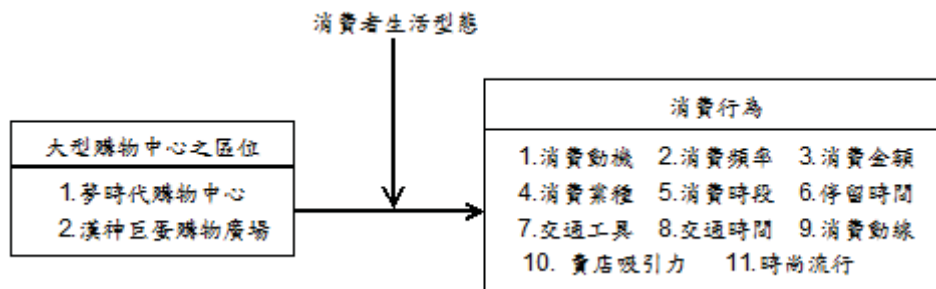 消費者生活型態
大型購物中心之區位
1.夢時代購物中心
2.漢神巨蛋購物廣場
消費行為
1.消費動機 2.消費頻率 3.消費金額
4.消費業種 5.消費時段 6.停留時間
7.交通工具 8.交通時間 9.消費動線
10. 賣店吸引力 11.時尚流行